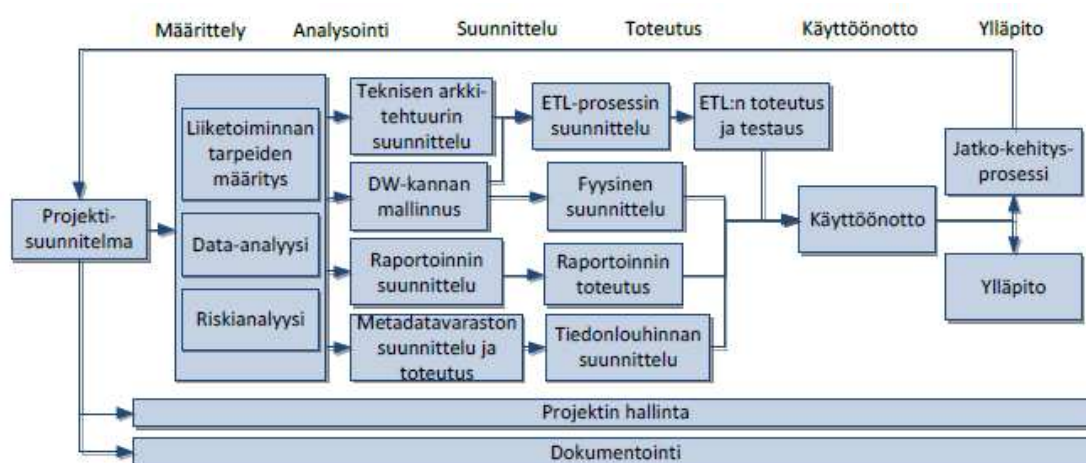 Määrittely Analysointi Suunnittelu Toteutus Käyttöönotto Ylläpito
Projekti-
suunnitelma
Liiketoiminnan
tarpeiden
määritys
Data-analyysi
Riskianalyysi
Teknisen arkki-
tehtuurin
suunnittelu
DW-kannan
mallinnus
Raportoinnin
suunnittelu
Metadatavaraston
suunnittelu ja
toteutus
ETL-prosessin
suunnittelu
Fyysinen
suunnittelu
Raportoinnin
toteutus
Tiedonlouhinnan
suunnittelu
ETL:n toteutus
ja testaus
Käyttöönotto
Jatko-kehitys-
prosessi
Ylläpito
Projektin hallinta
Dokumentointi